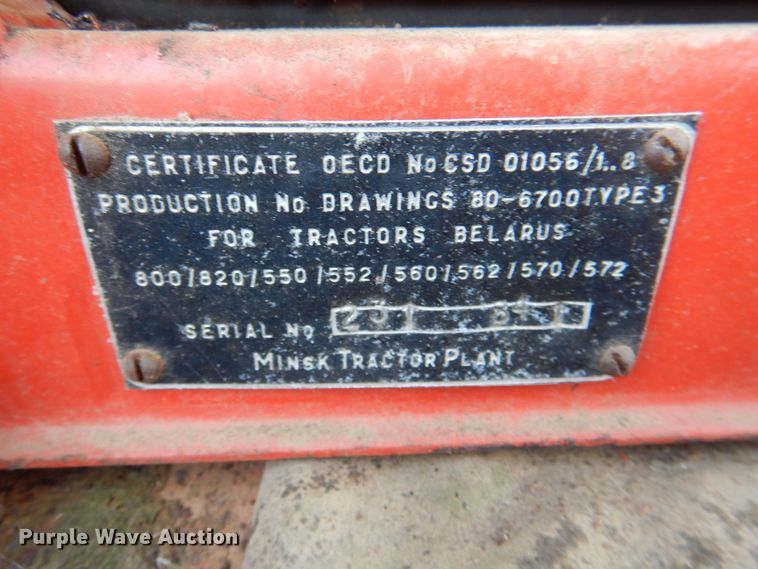 CERTIFICATE OECD No CSD 01056/1..8
PRODUCTION No. DRAWINGS 80-6700TYPE3
FOR TRACTORS BELARUS
800/820/550/552/560/562/570/572
SERIAL No
MINSK TRACTOR PLANT
Purple Wave Auction